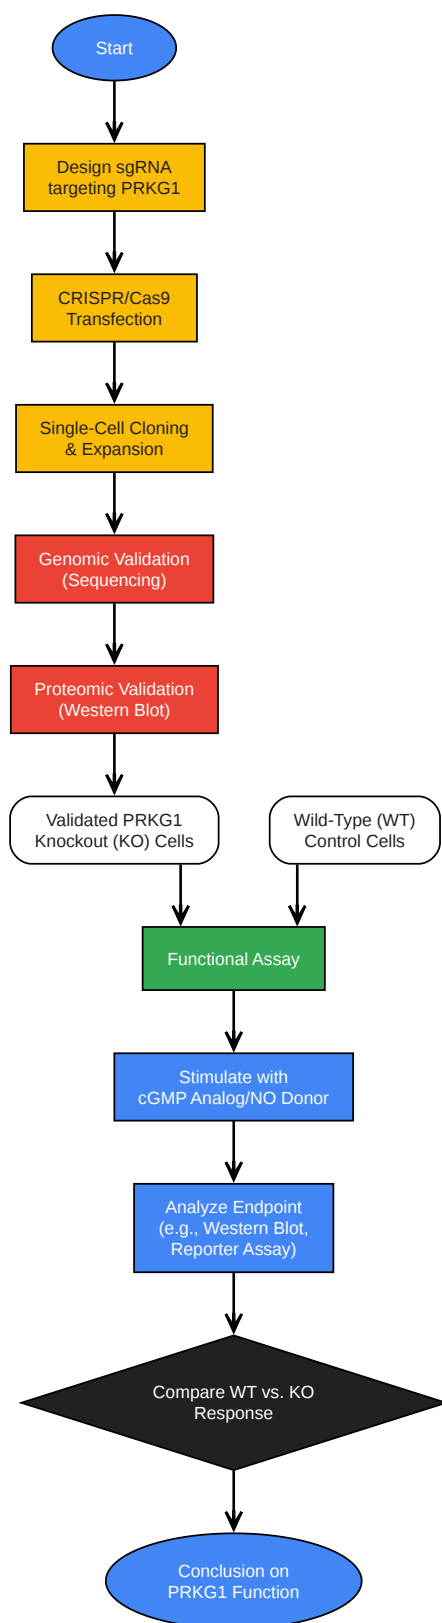 Start
Design sgRNA
targeting PRKG1
CRISPR/Cas9
Transfection
Single-Cell Cloning
& Expansion
Genomic Validation
(Sequencing)
Proteomic Validation
(Western Blot)
Validated PRKG1
Knockout (KO) Cells
Wild-Type (WT)
Control Cells
Functional Assay
Stimulate with
cGMP Analog/NO Donor
Analyze Endpoint
(e.g., Western Blot,
Reporter Assay)
Compare WT vs. KO
Response
Conclusion on
PRKG1 Function